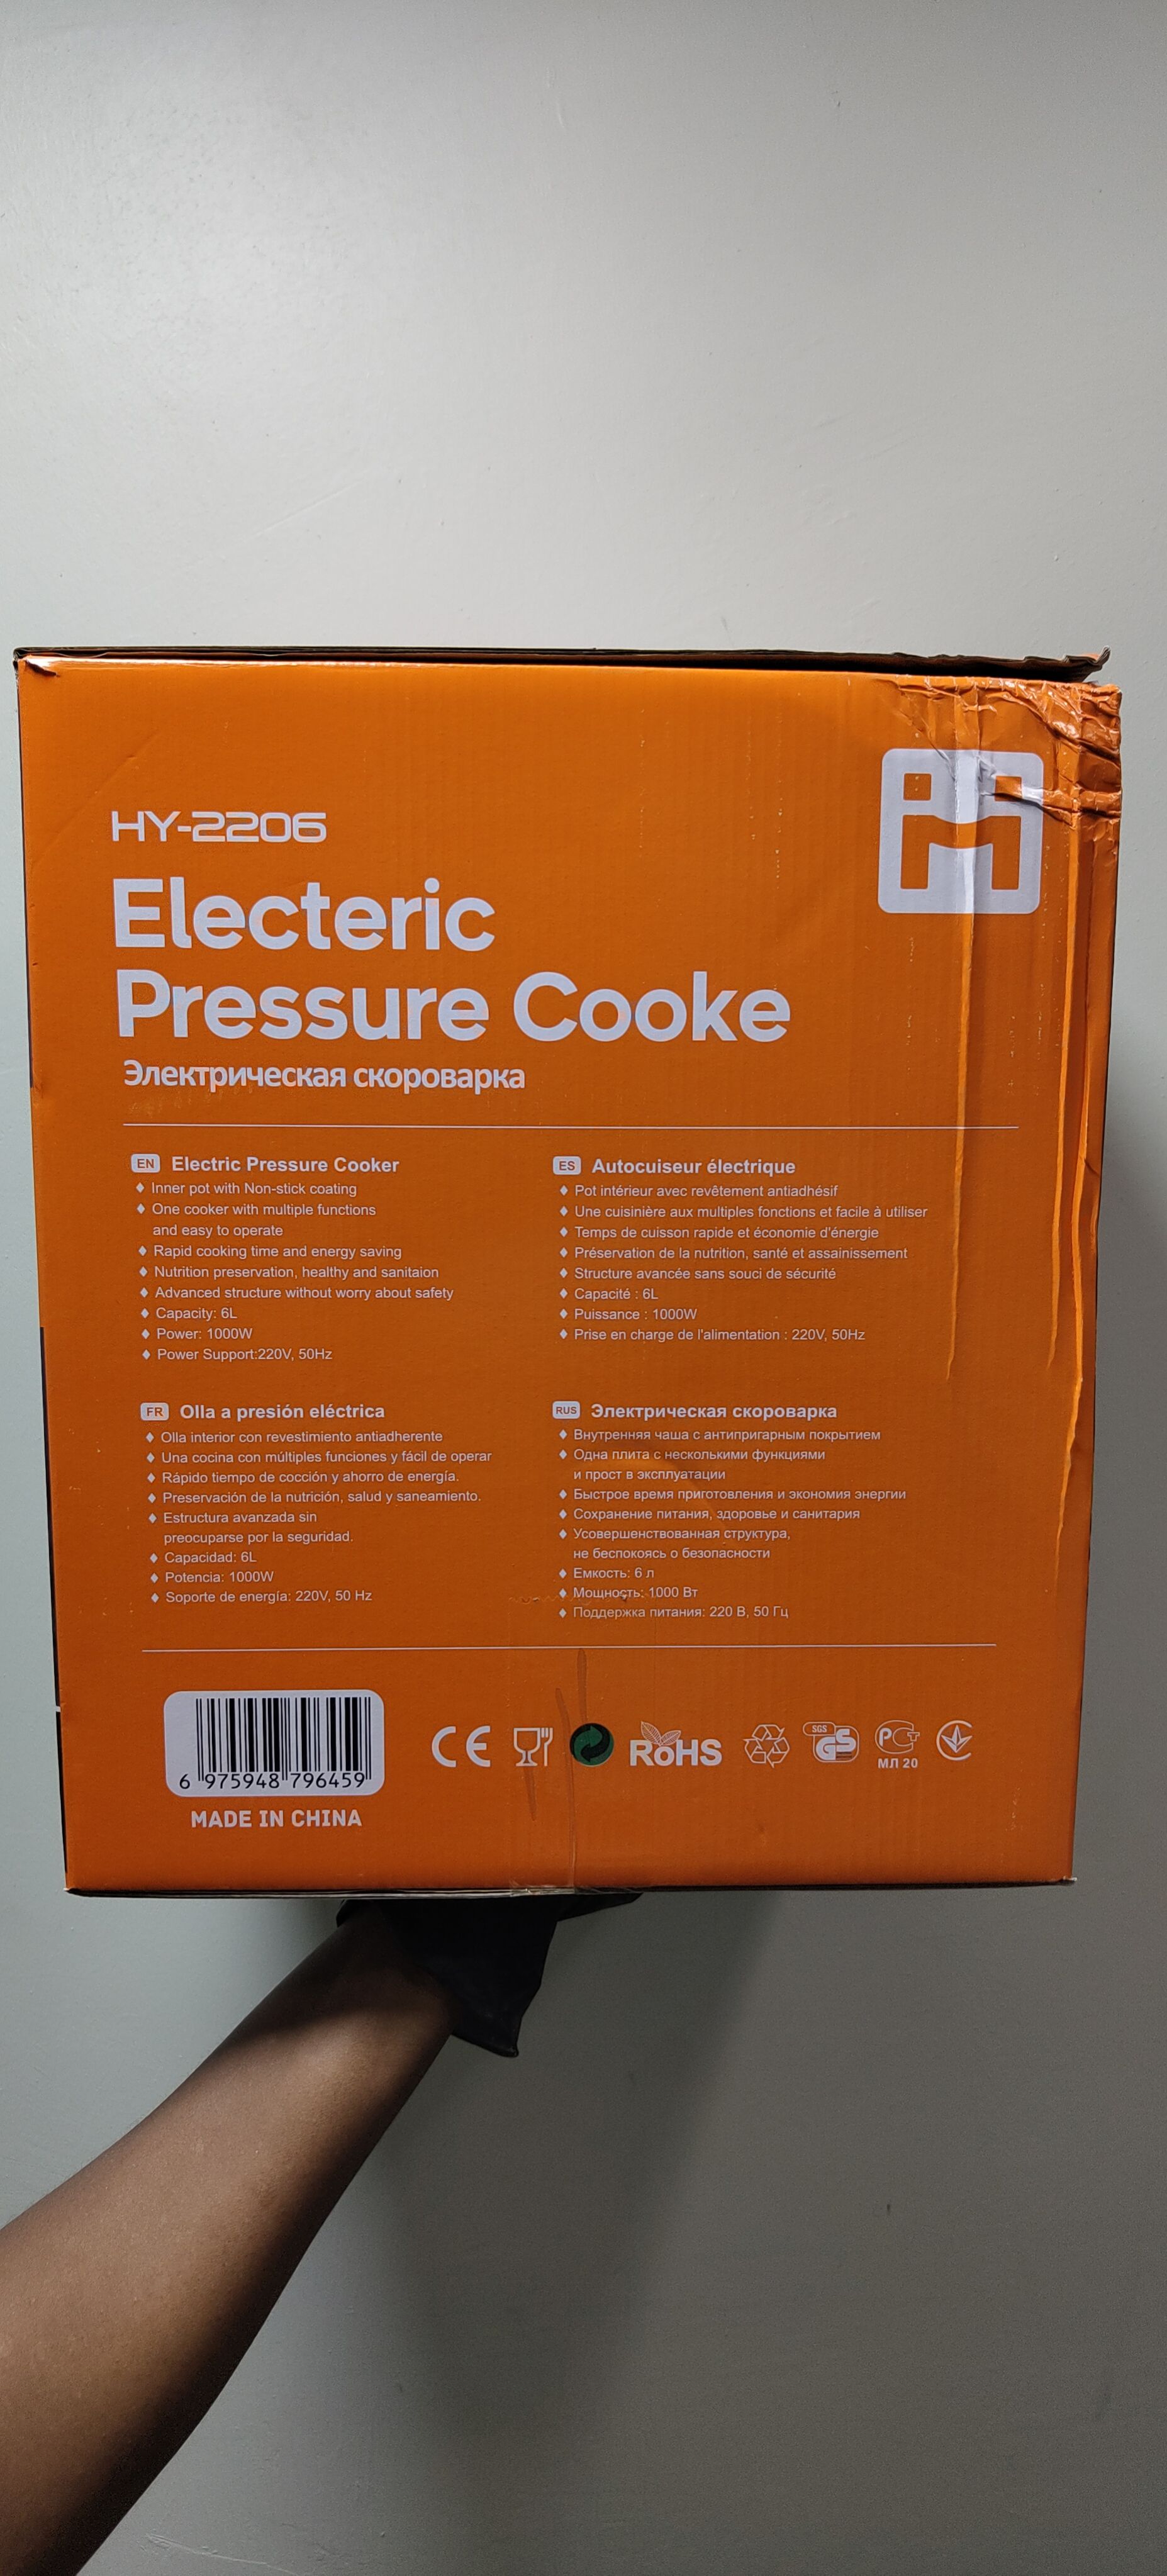 HY-2206
Electeric
Pressure Cooke
Электрическая скороварка
EN Electric Pressure Cooker
♦ Inner pot with Non-stick coating
♦ One cooker with multiple functions
and easy to operate
♦ Rapid cooking time and energy saving
♦ Nutrition preservation, healthy and sanitaion
♦ Advanced structure without worry about safety
♦ Capacity: 6L
♦ Power: 1000W
♦ Power Support:220V, 50Hz
ES Autocuiseur électrique
♦ Pot intérieur avec revêtement antiadhésif
♦ Une cuisinière aux multiples fonctions et facile à utiliser
♦ Temps de cuisson rapide et économie d'énergie
♦ Préservation de la nutrition, santé et assainissement
♦ Structure avancée sans souci de sécurité
♦ Capacité : 6L
♦ Puissance : 1000W
♦ Prise en charge de l'alimentation : 220V, 50Hz
FR Olla a presión eléctrica
♦ Olla interior con revestimiento antiadherente
♦ Una cocina con múltiples funciones y fácil de operar
♦ Rápido tiempo de cocción y ahorro de energía.
♦ Preservación de la nutrición, salud y saneamiento.
♦ Estructura avanzada sin
preocuparse por la seguridad.
♦ Capacidad: 6L
♦ Potencia: 1000W
♦ Soporte de energía: 220V, 50 Hz
RUS Электрическая скороварка
♦ Внутренняя чаша с антипригарным покрытием
♦ Одна плита с несколькими функциями
и прост в эксплуатации
♦ Быстрое время приготовления и экономия энергии
♦ Сохранение питания, здоровье и санитария
♦ Усовершенствованная структура,
не беспокоясь о безопасности
♦ Емкость: 6 л
♦ Мощность: 1000 Вт
♦ Поддержка питания: 220 В, 50 Гц
6 975948 796459
MADE IN CHINA
CE
RoHS
SGS
GS
РСТ
МЛ 20